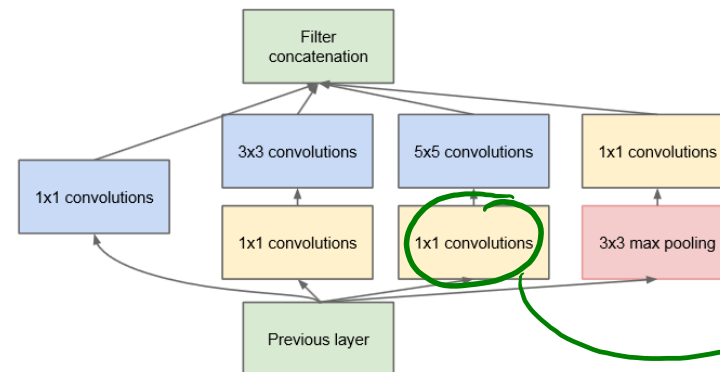 Filter
concatenation
3x3 convolutions
5x5 convolutions
1x1 convolutions
1x1 convolutions
1x1 convolutions
1x1 convolutions
3x3 max pooling
Previous layer